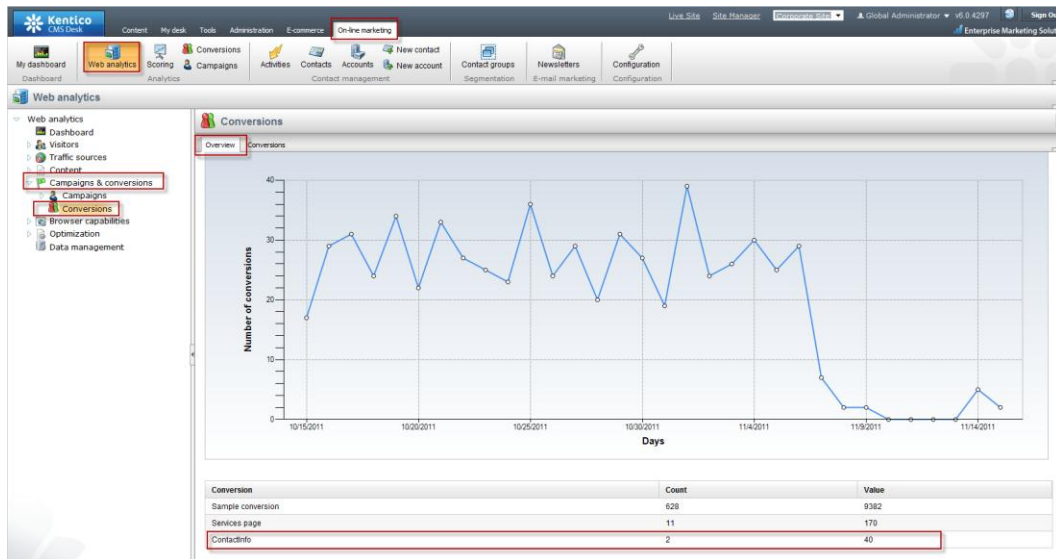 Kentico
CMS Desk
Content My desk Tools Administration E-commerce On-line marketing
Live Site Site Manager Corporate Site Global Administrator v6.0.4297 Sign
Enterprise Marketing
My dashboard
Dashboard
Web analytics Scoring
Conversions
Campaigns
Analytics
Activities Contacts Accounts
New contact
New account
Contact management
Contact groups
Segmentation
Newsletters
E-mail marketing
Configuration
Configuration
Web analytics
Web analytics
Dashboard
Visitors
Traffic sources
Content
Campaigns & conversions
Campaigns
Conversions
Browser capabilities
Optimization
Data management
Conversions
Overview Conversions
Number of conversions
40
30
20
10
0
10/15/2011 10/20/2011 10/25/2011 10/30/2011 11/4/2011 11/9/2011 11/14/2011
Days
Conversion Count Value
Sample conversion 628 9382
Services page 11 170
ContactInfo 2 40